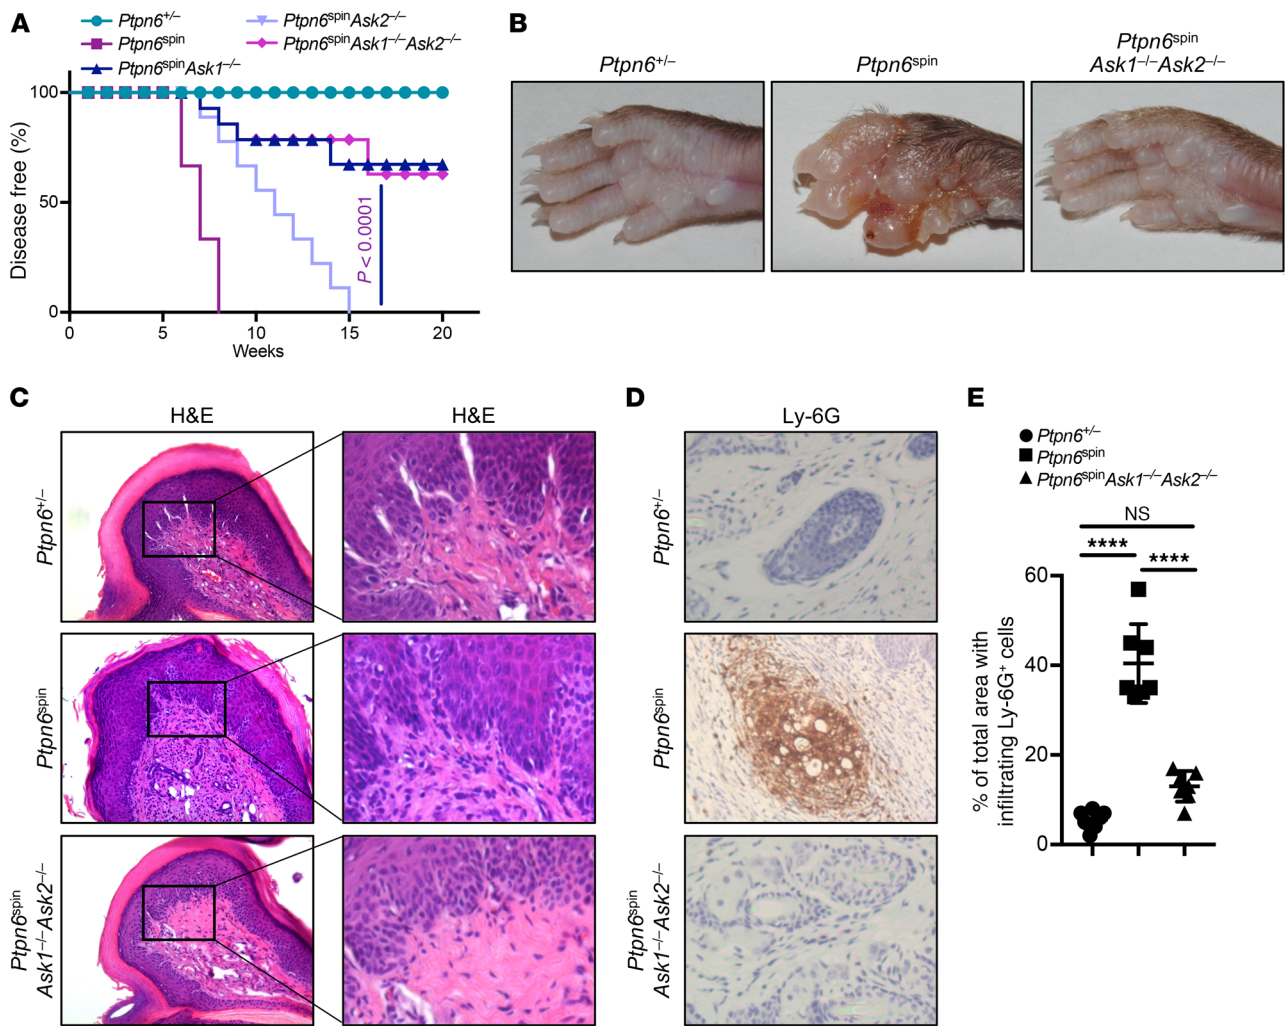 A
Ptpn6+/–
Ptpn6spin
Ptpn6spinAsk1–/–
Ptpn6spinAsk2–/–
Ptpn6spinAsk1–/–Ask2–/–
Disease free (%)
100
50
0
0 5 10 15 20
Weeks
P < 0.0001
B
Ptpn6+/–
Ptpn6spin
Ptpn6spin
Ask1–/–Ask2–/–
C
H&E
H&E
Ptpn6+/–
Ptpn6spin
Ptpn6spin
Ask1–/–Ask2–/–
D
Ly-6G
Ptpn6+/–
Ptpn6spin
Ptpn6spin
Ask1–/–Ask2–/–
E
Ptpn6+/–
Ptpn6spin
Ptpn6spinAsk1–/–Ask2–/–
NS
****
****
% of total area with
infiltrating Ly-6G+ cells
60
40
20
0